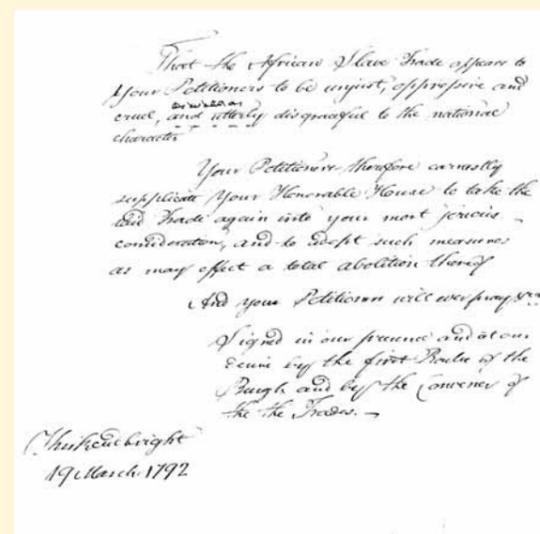 That the African Slave Trade appears to
Your Petitioners to be unjust, oppressive and
cruel, and utterly disgraceful to the national
character
Your Petitioners therefore earnestly
supplicate Your Honorable House to take the
said Trade again into your most serious
consideration, and to adopt such measures
as may effect a total abolition thereof
And your Petitioners will ever pray
Signed in our presence and at our
desire by the first Bailie of the
Burgh and by the Convener of
the the Trades.
Kirkcudbright
19 March 1792